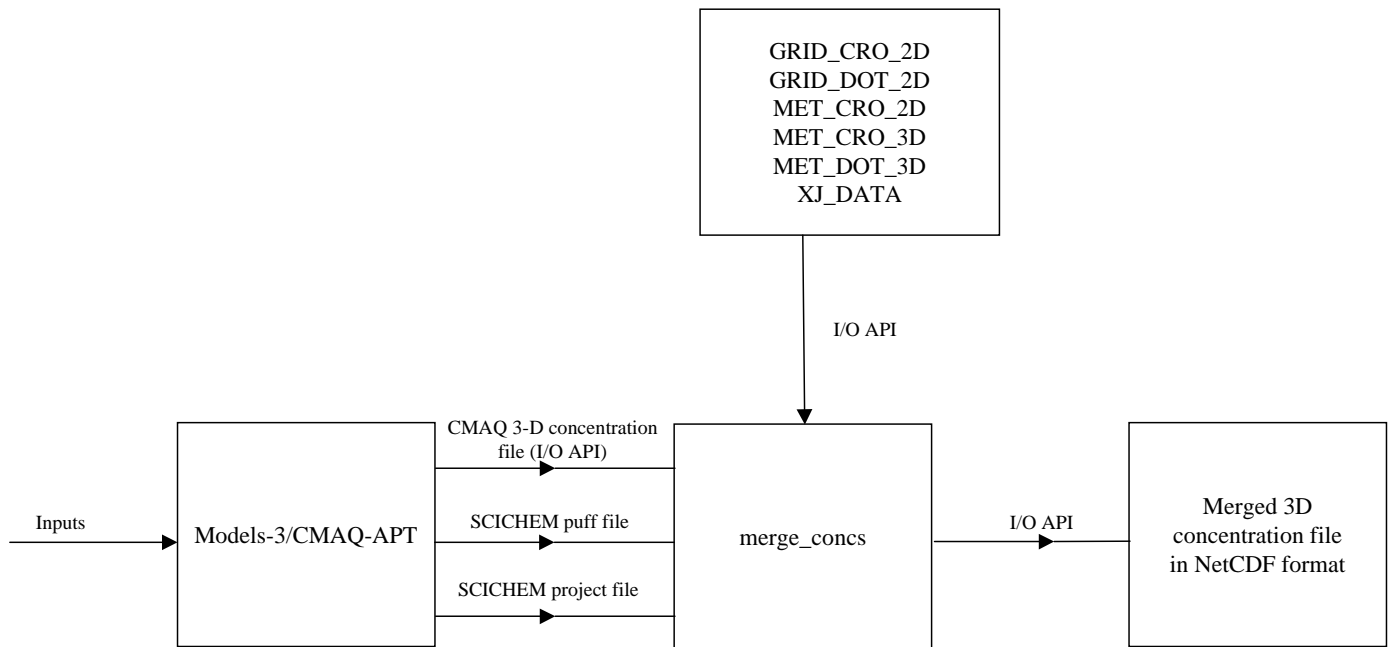 GRID_CRO_2D
GRID_DOT_2D
MET_CRO_2D
MET_CRO_3D
MET_DOT_3D
XJ_DATA
I/O API
CMAQ 3-D concentration
file (I/O API)
Inputs
Models-3/CMAQ-APT
SCICHEM puff file
SCICHEM project file
merge_concs
I/O API
Merged 3D
concentration file
in NetCDF format